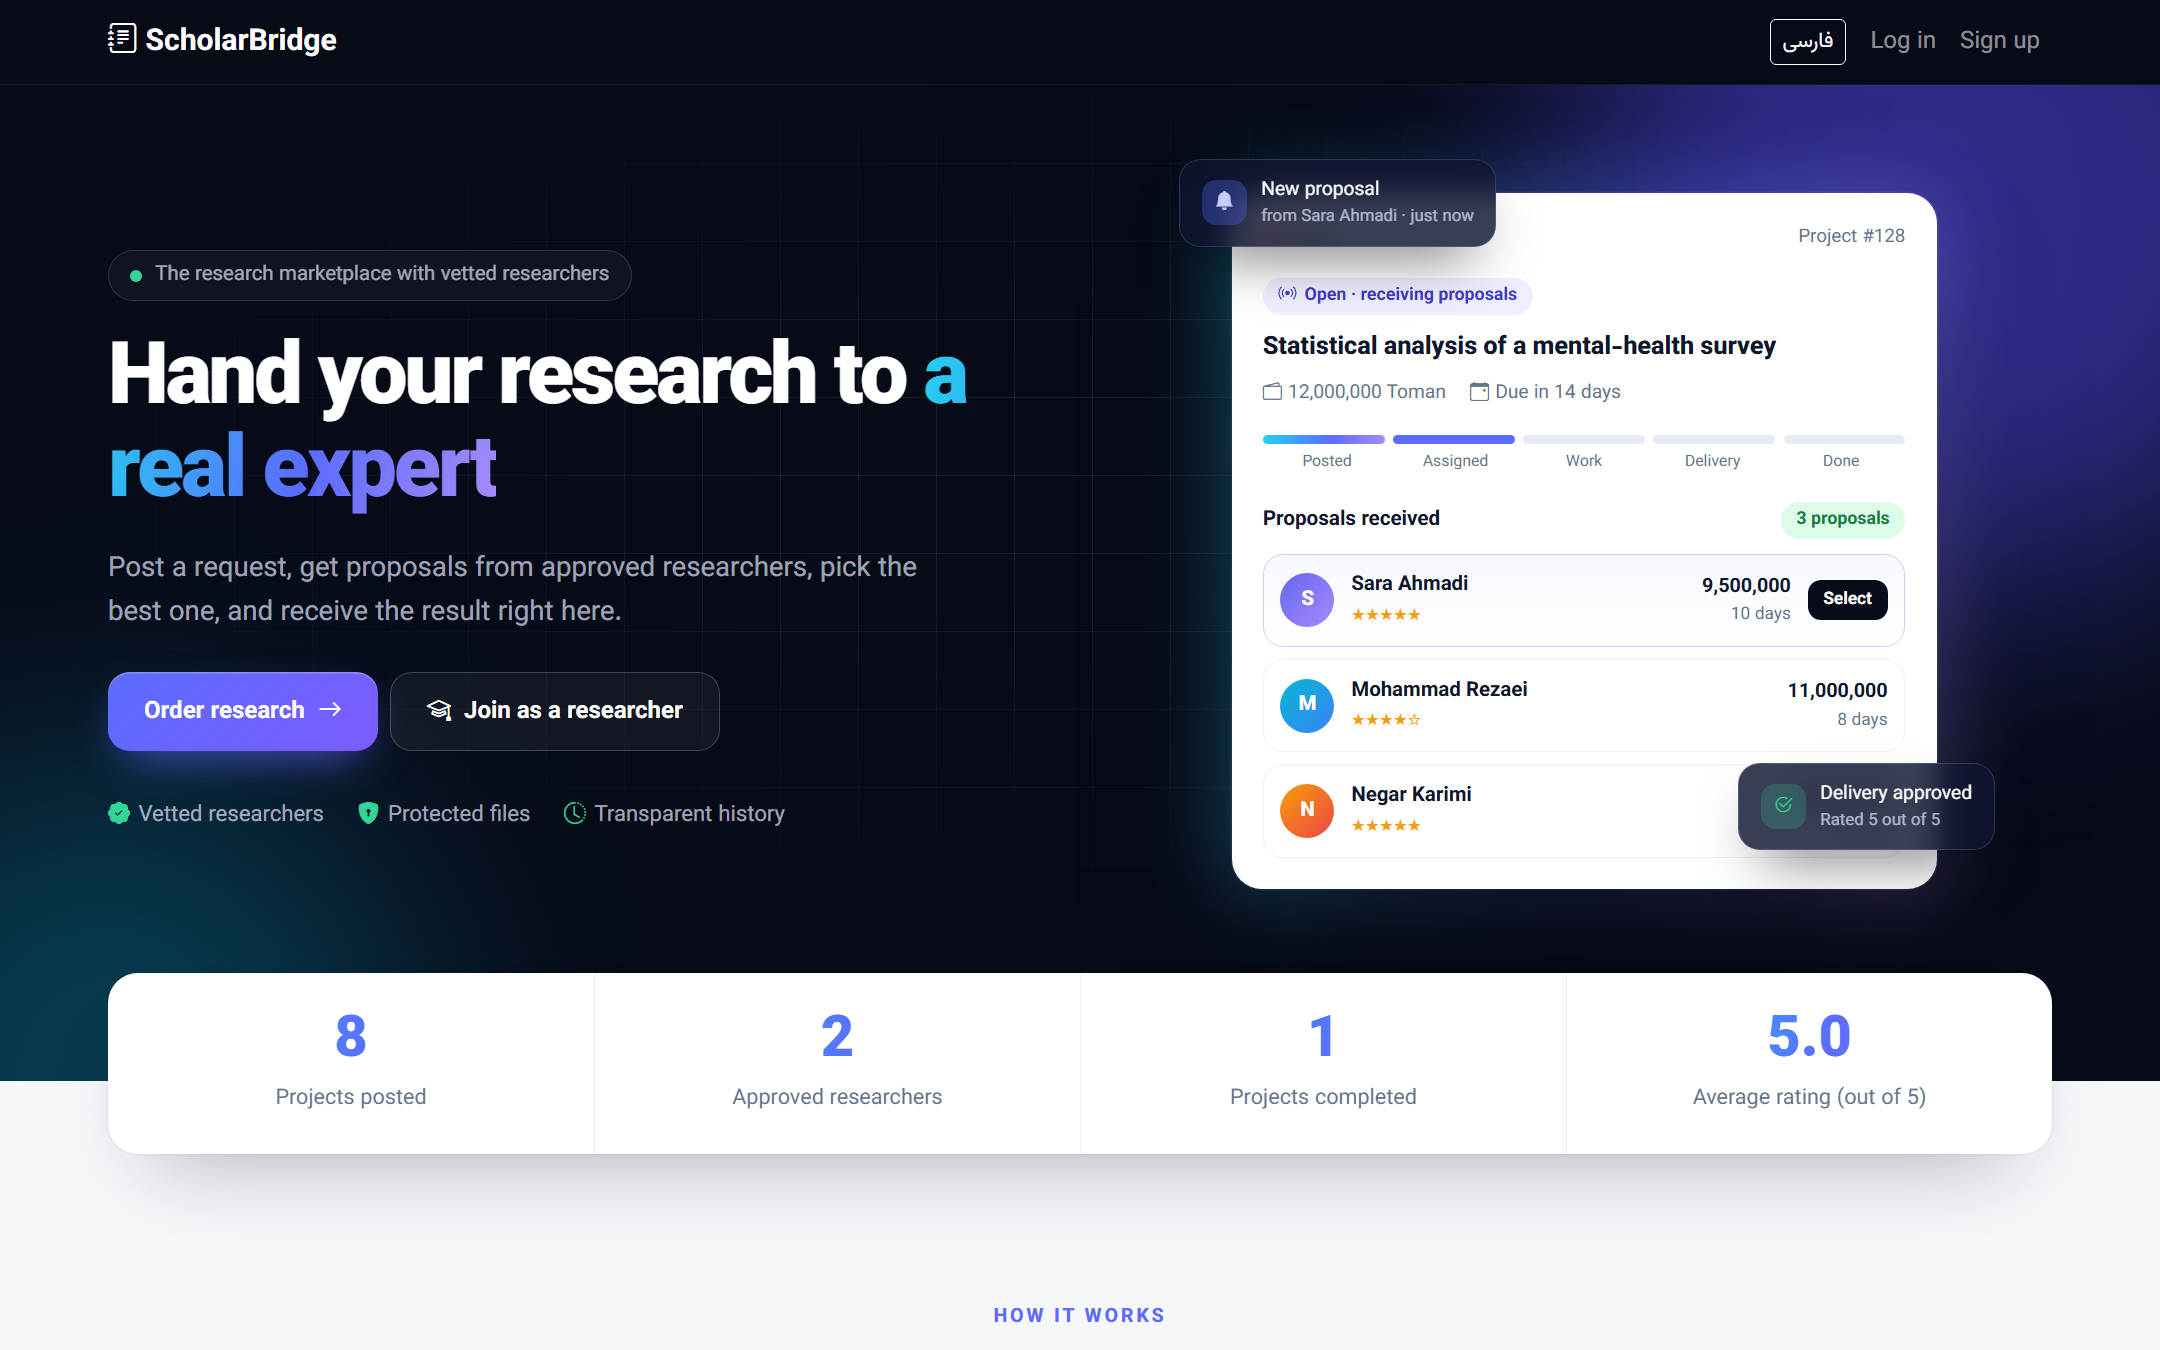 ScholarBridge
فارسی
Log in
Sign up
The research marketplace with vetted researchers
Hand your research to a
real expert
Post a request, get proposals from approved researchers, pick the
best one, and receive the result right here.
Order research →
Join as a researcher
Vetted researchers
Protected files
Transparent history
New proposal
from Sara Ahmadi · just now
Project #128
Open · receiving proposals
Statistical analysis of a mental-health survey
12,000,000 Toman
Due in 14 days
Posted
Assigned
Work
Delivery
Done
Proposals received
3 proposals
S
Sara Ahmadi
★★★★★
9,500,000
10 days
Select
M
Mohammad Rezaei
★★★★☆
11,000,000
8 days
N
Negar Karimi
★★★★★
Delivery approved
Rated 5 out of 5
8
Projects posted
2
Approved researchers
1
Projects completed
5.0
Average rating (out of 5)
HOW IT WORKS